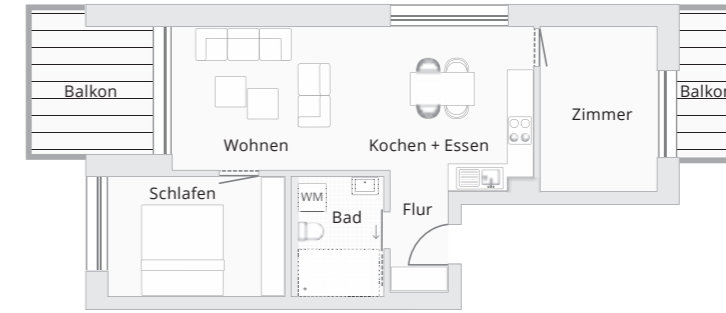 Balkon
Balkon
Zimmer
Wohnen
Kochen + Essen
Schlafen
WM
Bad
Flur